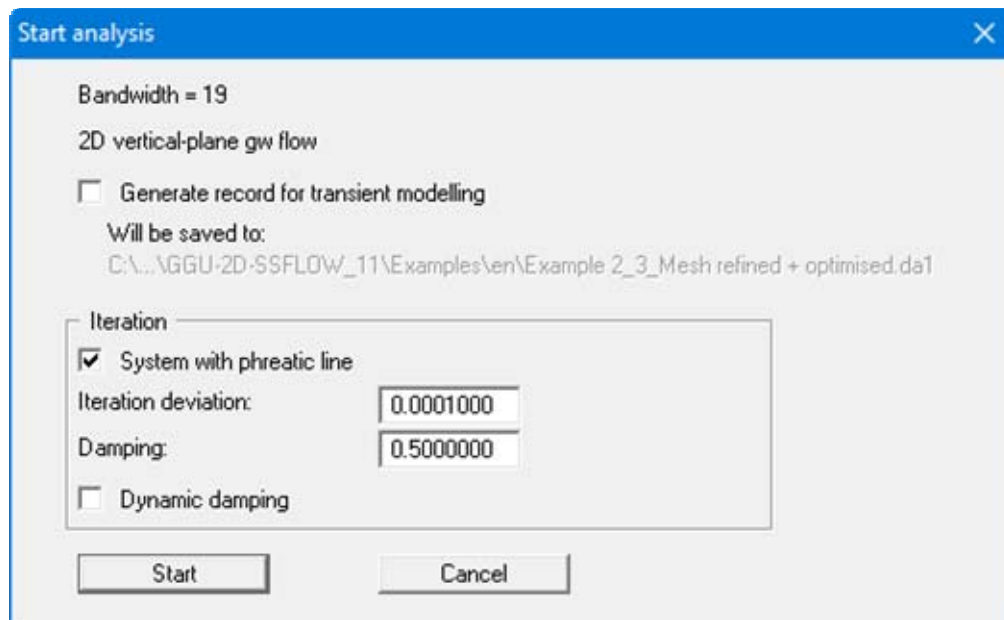 Start analysis
Bandwidth = 19
2D vertical-plane gw flow
Generate record for transient modelling
Will be saved to:
C:\...\GGU-2D-SSFLOW_11\Examples\en\Example 2_3_Mesh refined + optimised.da1
Iteration
System with phreatic line
Iteration deviation: 0.0001000
Damping: 0.5000000
Dynamic damping
Start Cancel